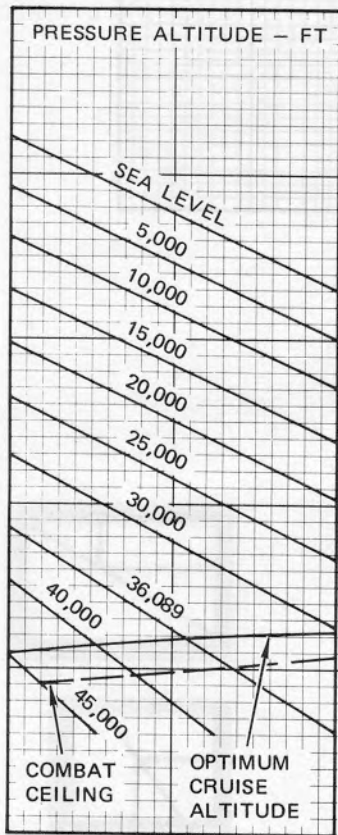 PRESSURE ALTITUDE – FT
SEA LEVEL
5,000
10,000
15,000
20,000
25,000
30,000
36,089
40,000
45,000
COMBAT
CEILING
OPTIMUM
CRUISE
ALTITUDE